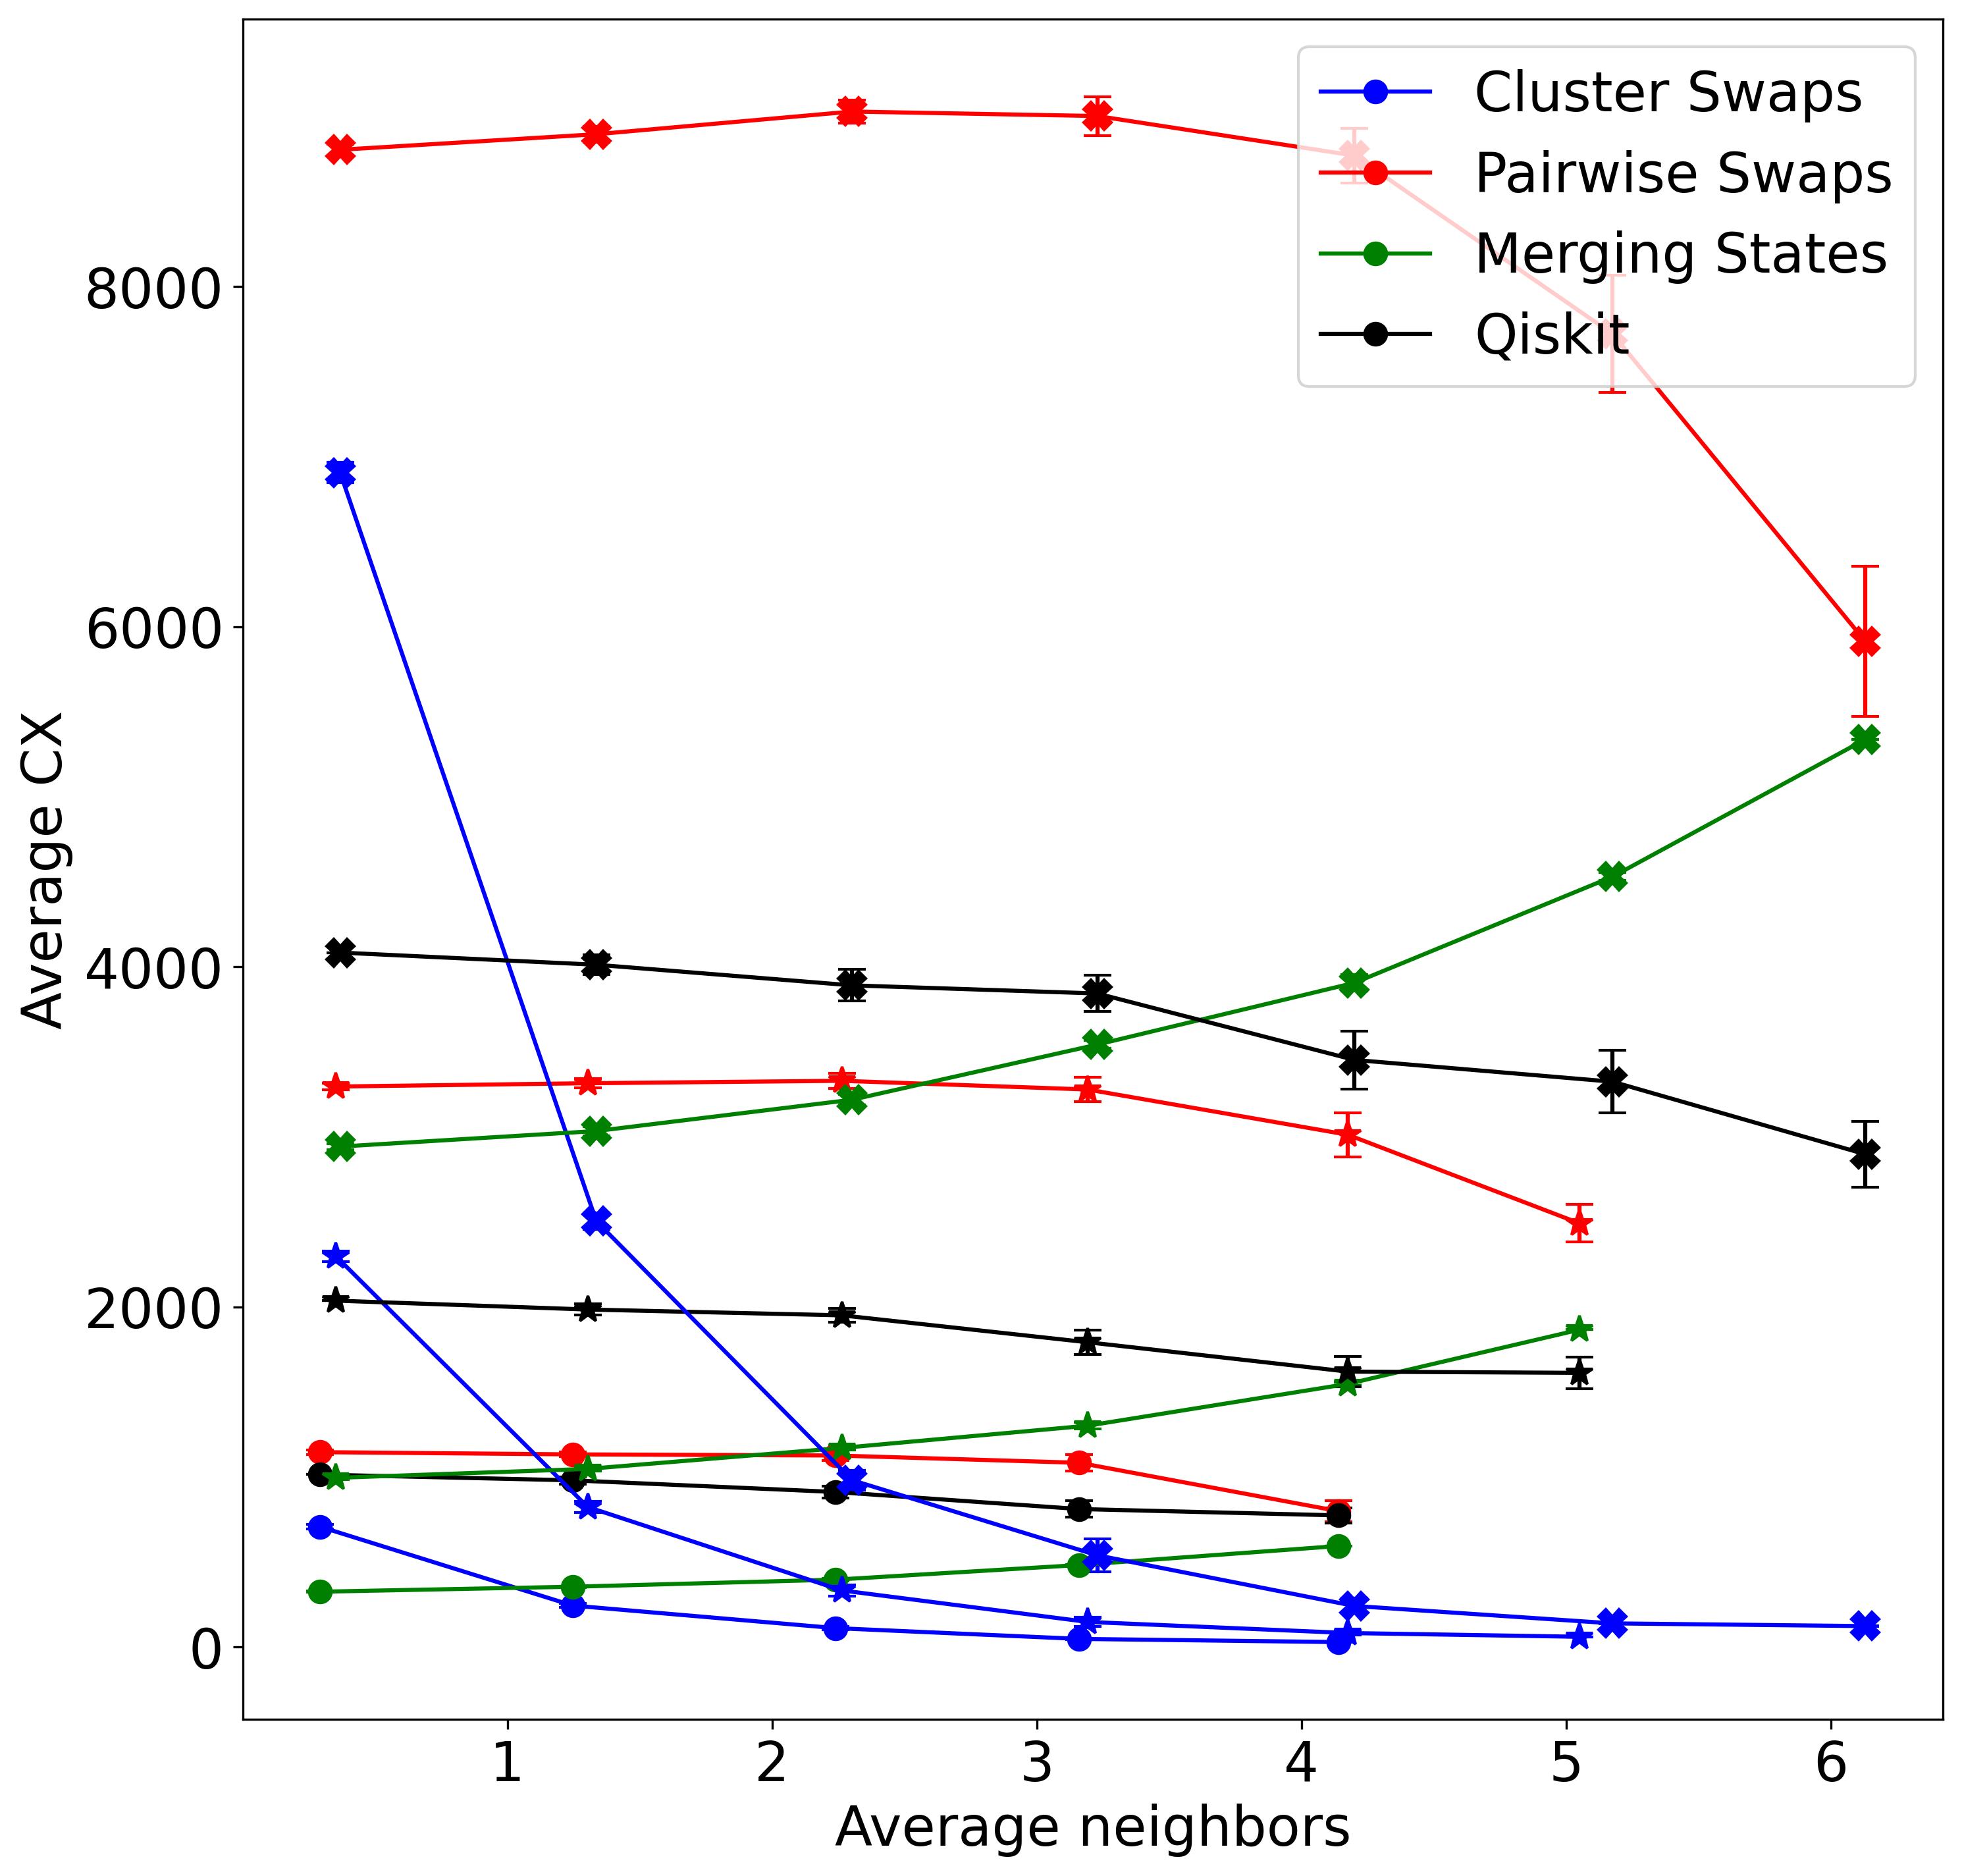 Cluster Swaps
Pairwise Swaps
Merging States
Qiskit
8000
6000
4000
2000
0
Average CX
1 2 3 4 5 6
Average neighbors